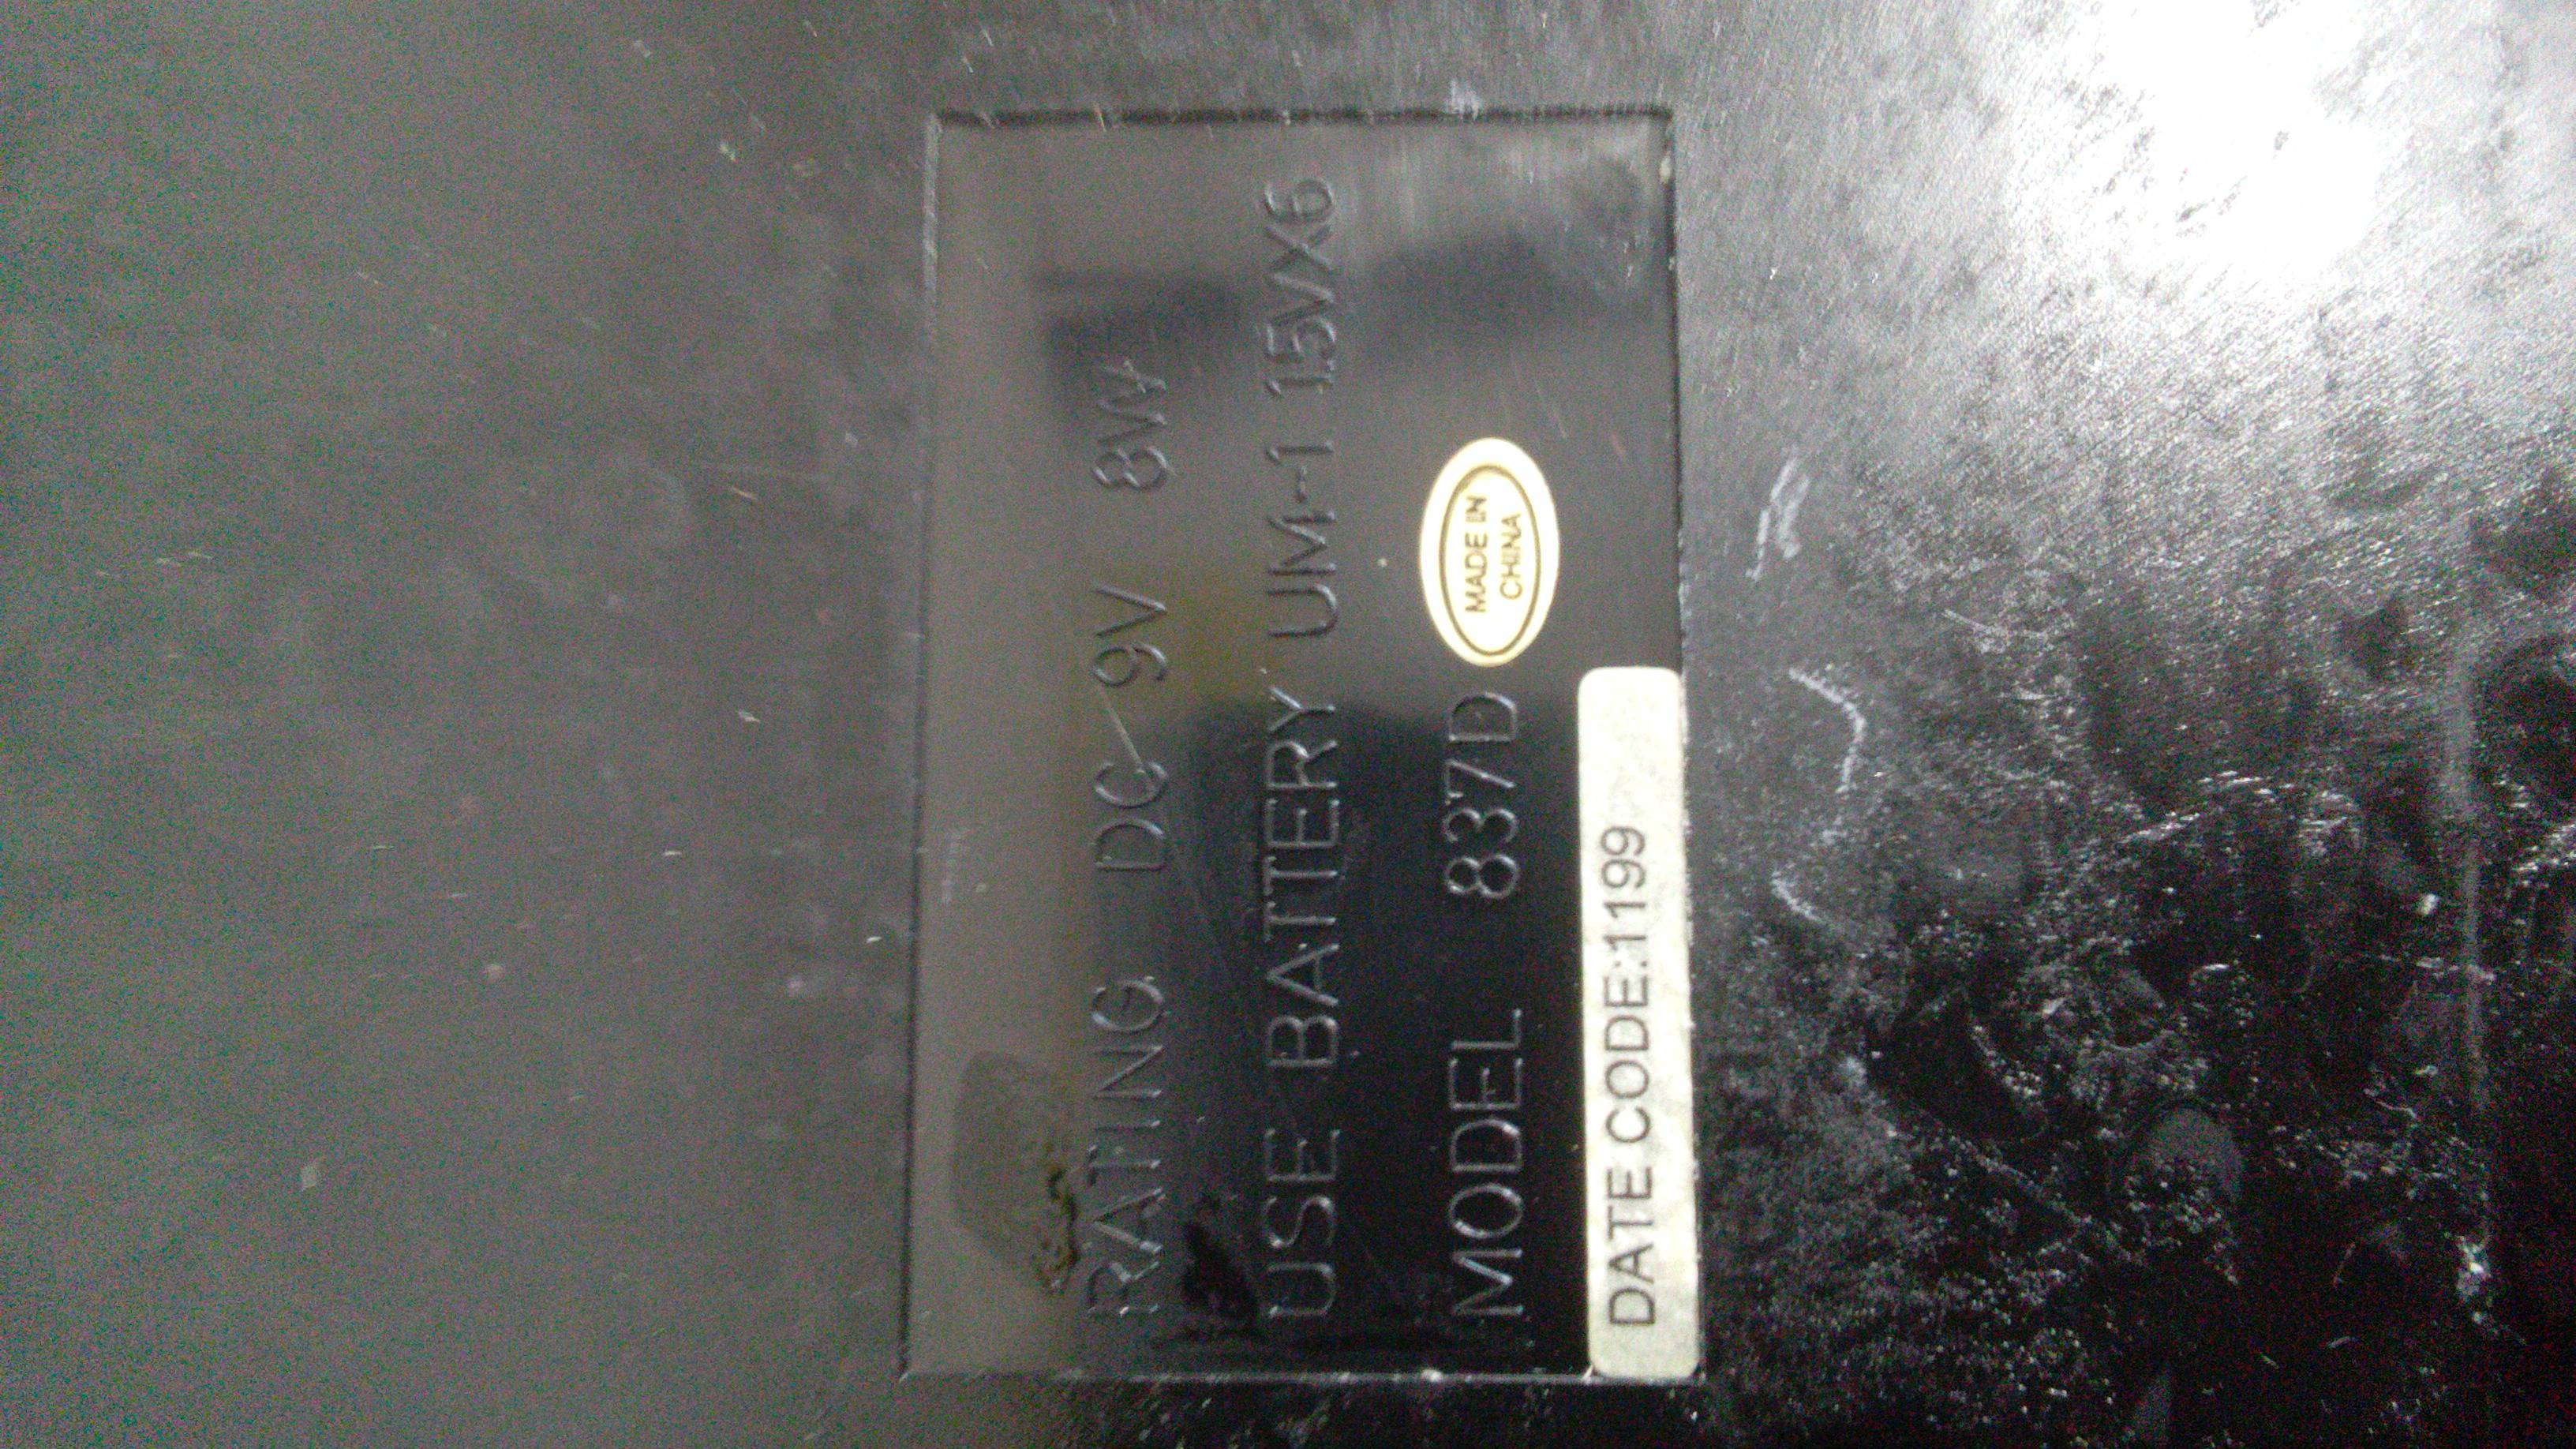 RATING DC 9V 8W
USE BATTERY UM-1 1.5VX6
MODEL 837D
MADE IN
CHINA
DATE CODE:1199